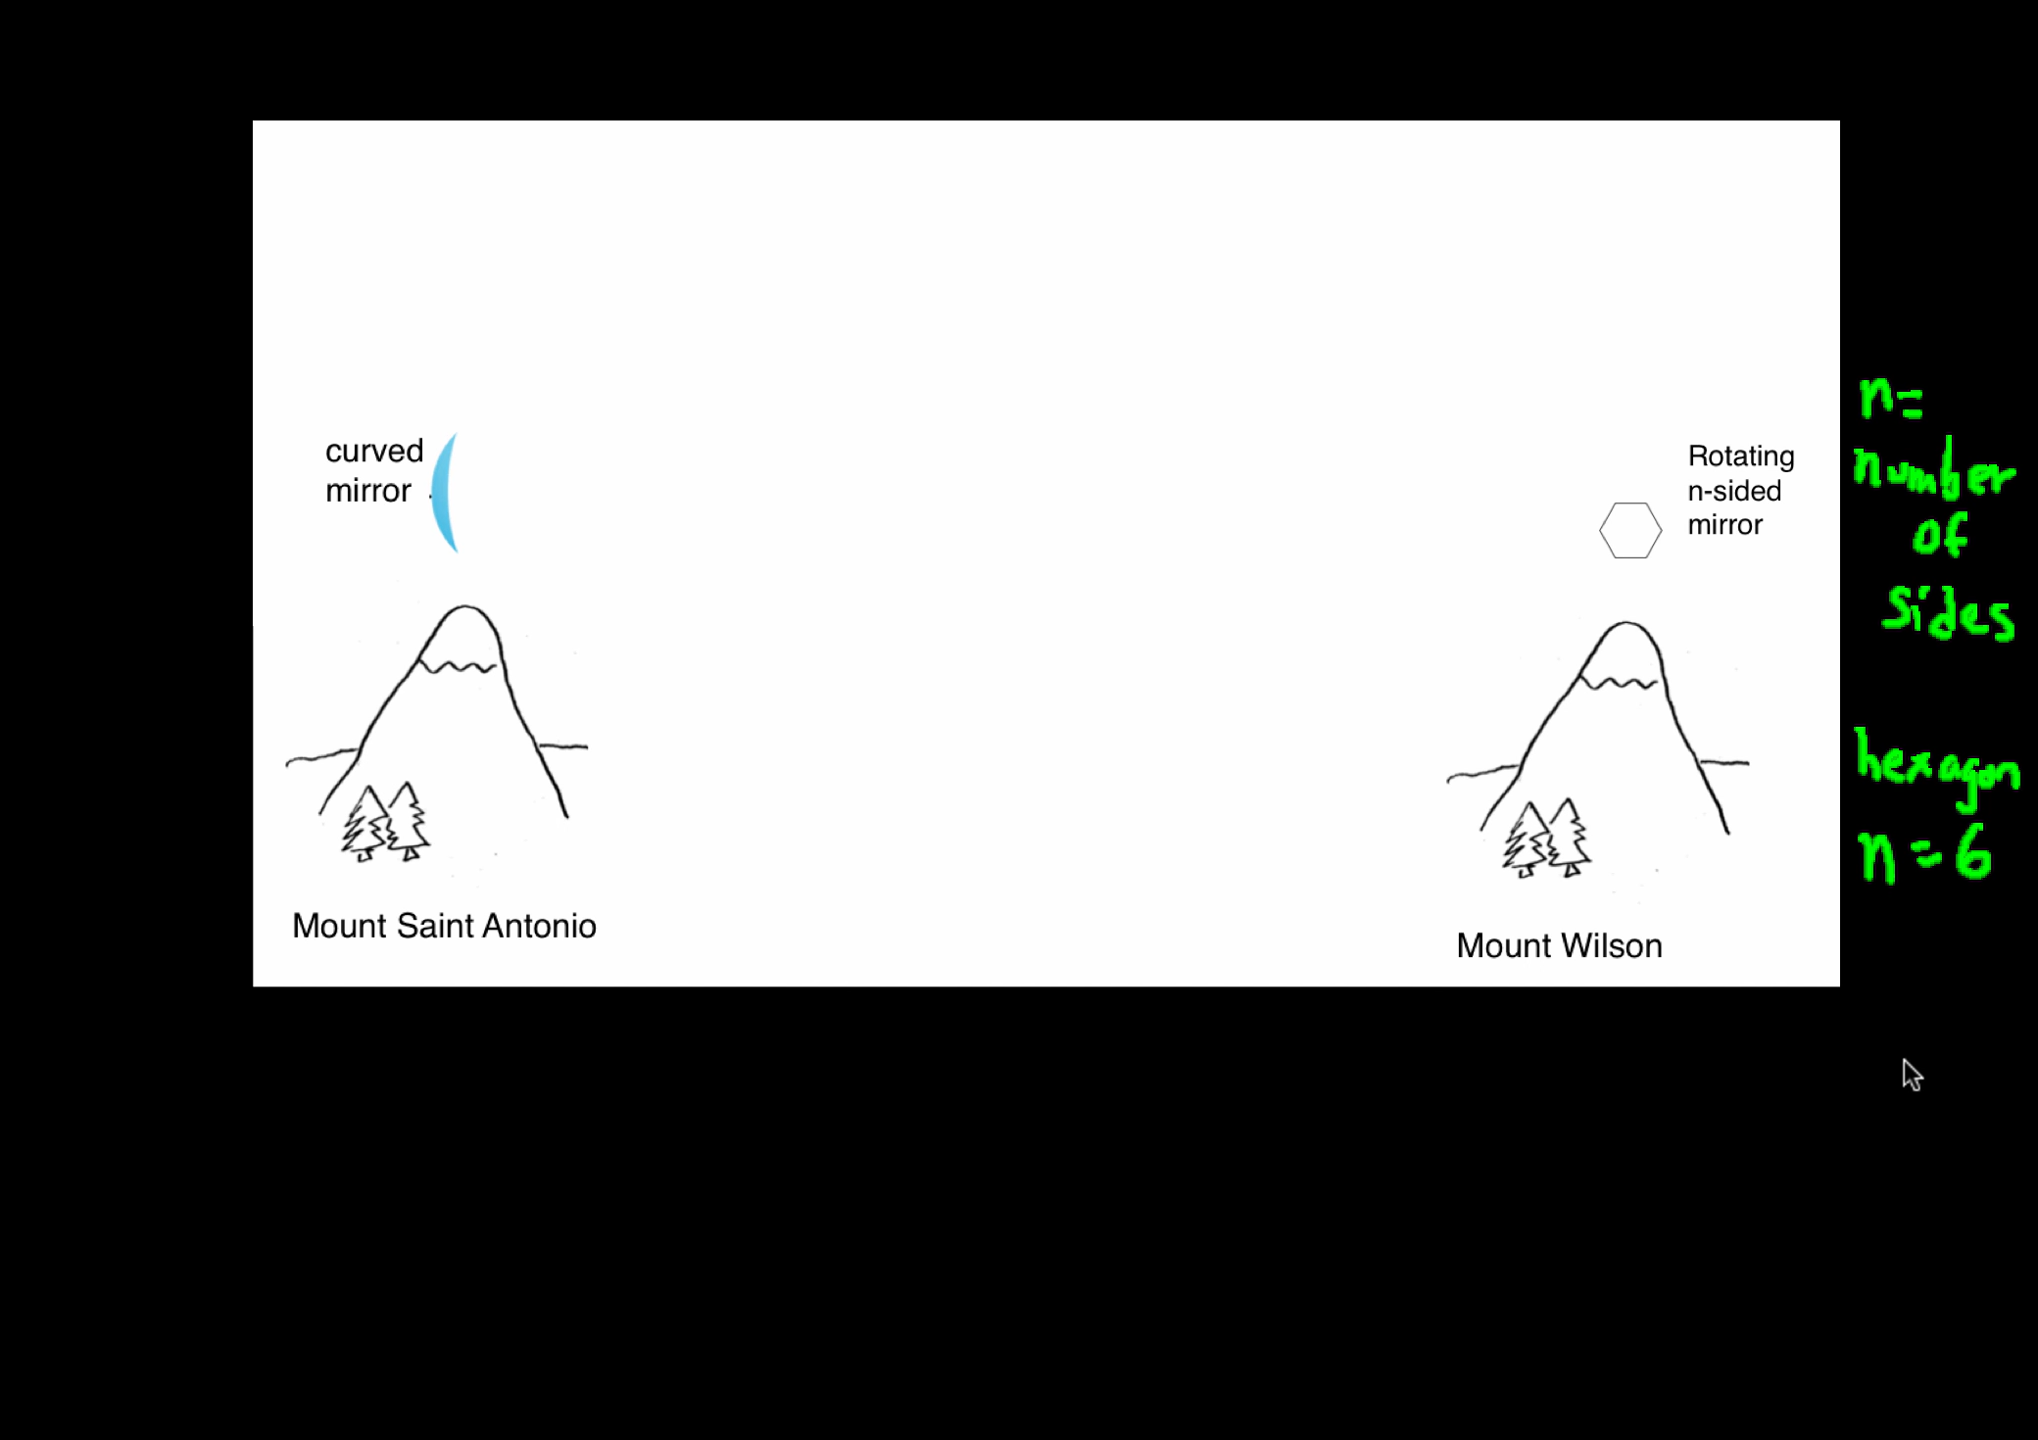 curved
mirror
Rotating
n-sided
mirror
Mount Saint Antonio
Mount Wilson
n=
number
of
sides
hexagon
n=6